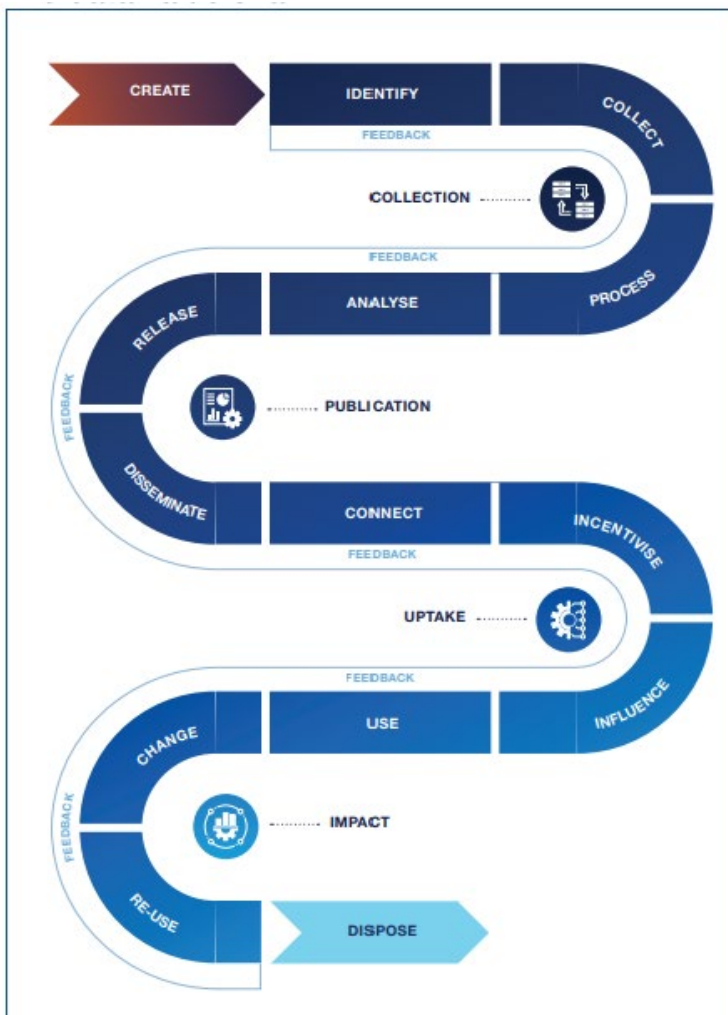 CREATE
IDENTIFY
COLLECT
FEEDBACK
COLLECTION
FEEDBACK
PROCESS
ANALYSE
RELEASE
FEEDBACK
PUBLICATION
DISSEMINATE
CONNECT
INCENTIVISE
FEEDBACK
UPTAKE
FEEDBACK
INFLUENCE
USE
CHANGE
FEEDBACK
IMPACT
RE-USE
DISPOSE